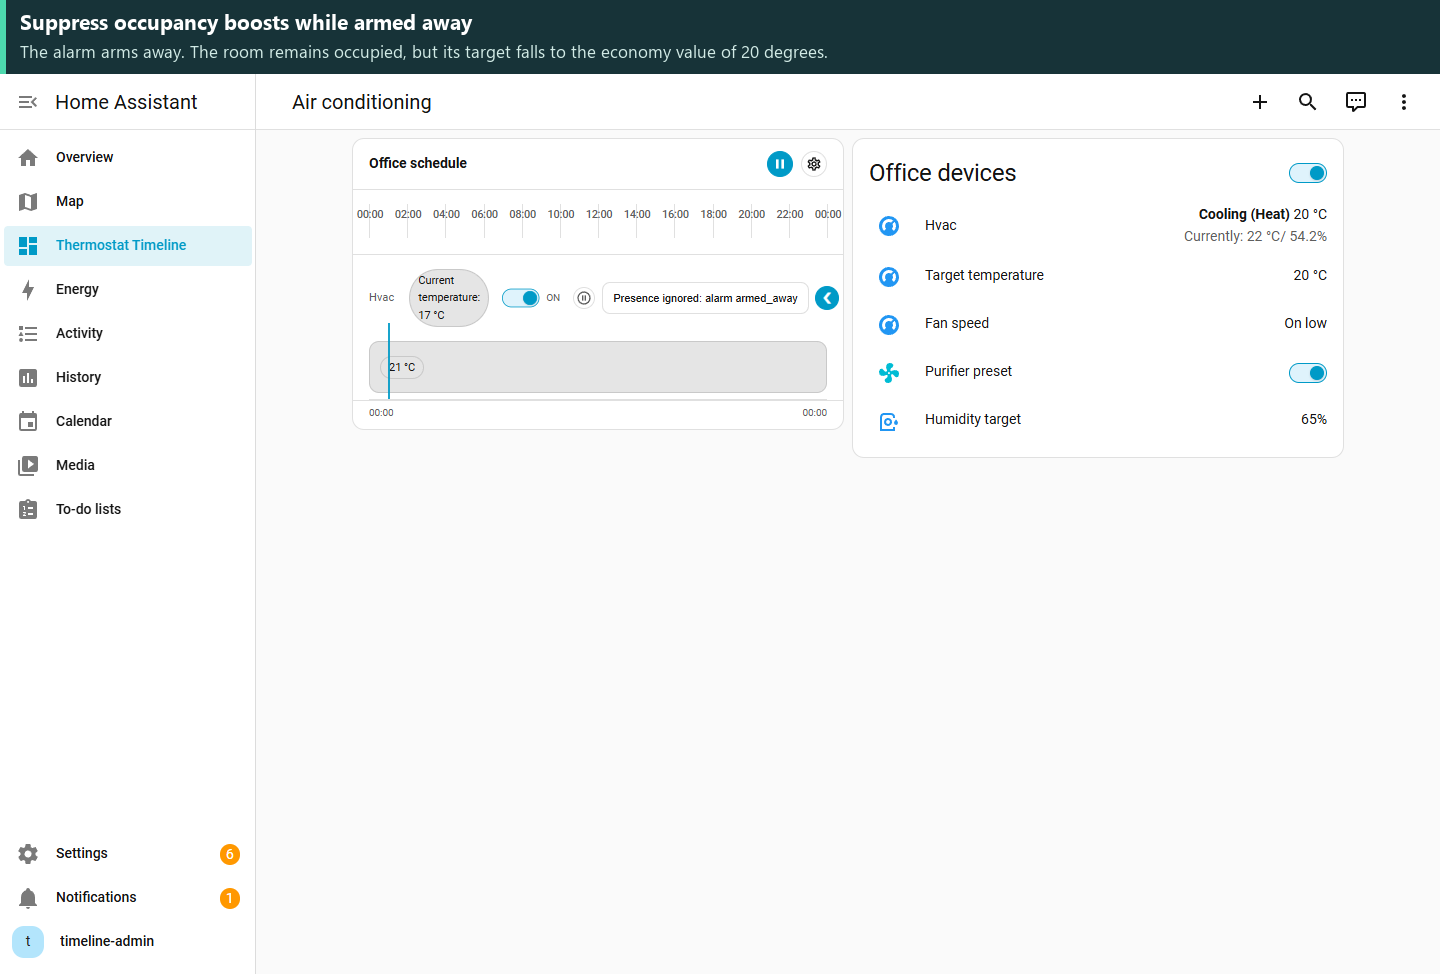 Suppress occupancy boosts while armed away
The alarm arms away. The room remains occupied, but its target falls to the economy value of 20 degrees.
Home Assistant
Air conditioning
Overview
Map
Thermostat Timeline
Energy
Activity
History
Calendar
Media
To-do lists
Settings 6
Notifications 1
t timeline-admin
Office schedule
00:00 02:00 04:00 06:00 08:00 10:00 12:00 14:00 16:00 18:00 20:00 22:00 00:00
Hvac
Current
temperature:
17 °C
ON
Presence ignored: alarm armed_away
21 °C
00:00 00:00
Office devices
Hvac
Cooling (Heat) 20 °C
Currently: 22 °C/ 54.2%
Target temperature 20 °C
Fan speed On low
Purifier preset
Humidity target 65%